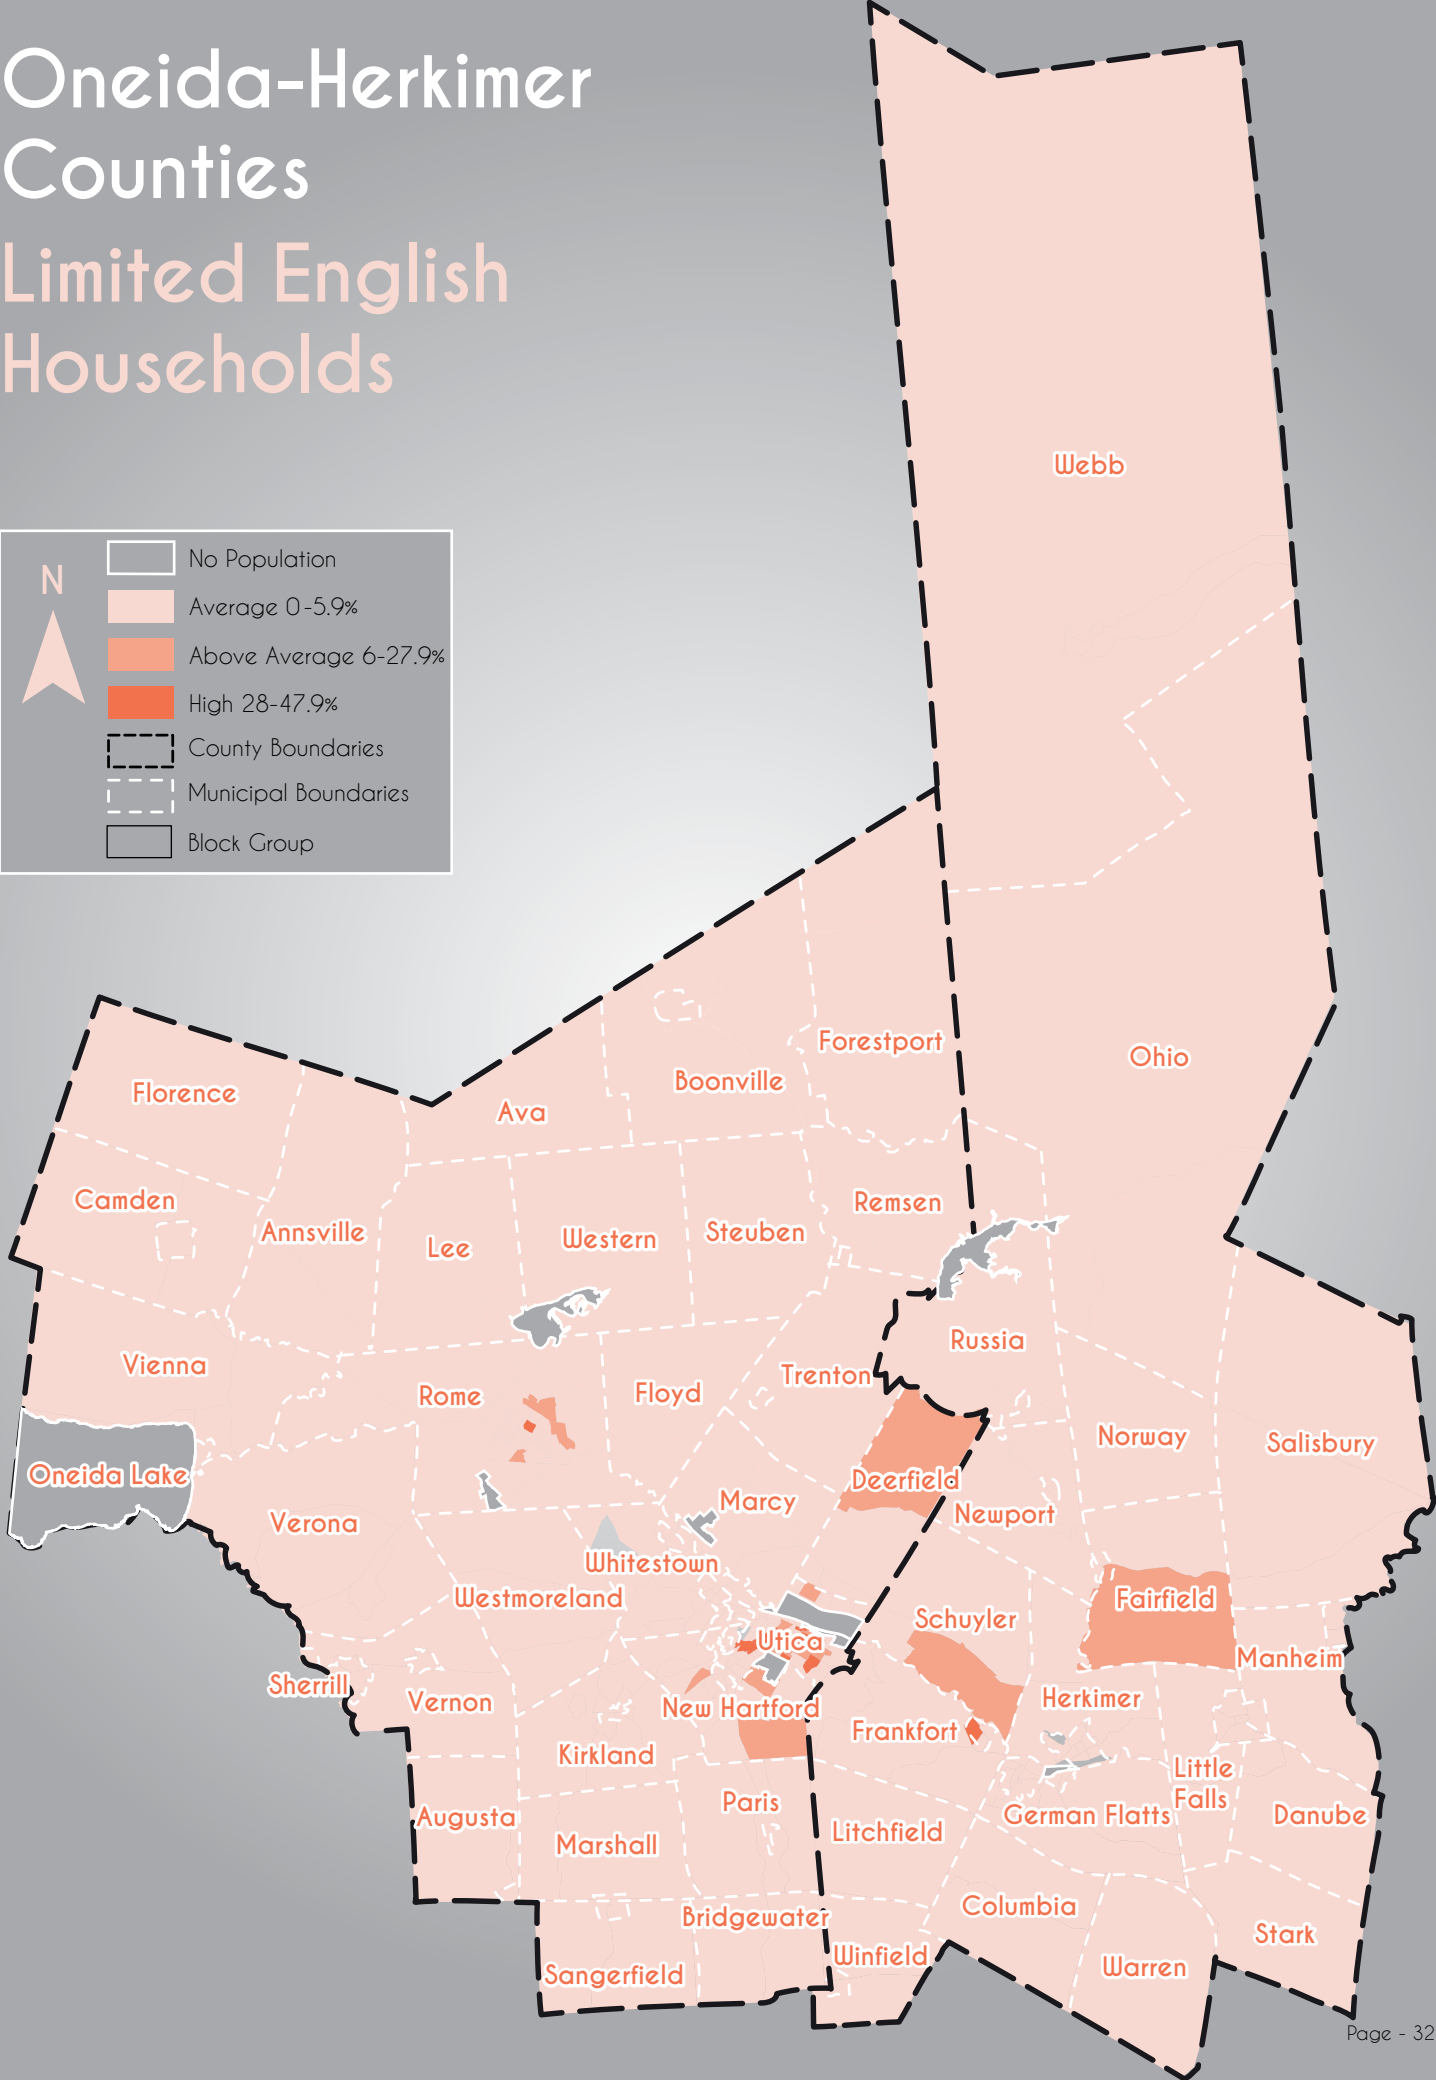 Oneida-Herkimer
Counties
Limited English
Households
N
No Population
Average 0-5.9%
Above Average 6-27.9%
High 28-47.9%
County Boundaries
Municipal Boundaries
Block Group
Webb
Forestport
Ohio
Boonville
Florence
Ava
Camden
Remsen
Annsville
Steuben
Western
Lee
Russia
Vienna
Trenton
Floyd
Rome
Norway
Salisbury
Oneida Lake
Deerfield
Marcy
Newport
Verona
Whitestown
Westmoreland
Fairfield
Schuyler
Utica
Manheim
Sherrill
Herkimer
Vernon
New Hartford
Frankfort
Kirkland
Little
Falls
Paris
German Flatts
Danube
Augusta
Litchfield
Marshall
Columbia
Bridgewater
Stark
Winfield
Warren
Sangerfield
Page - 32